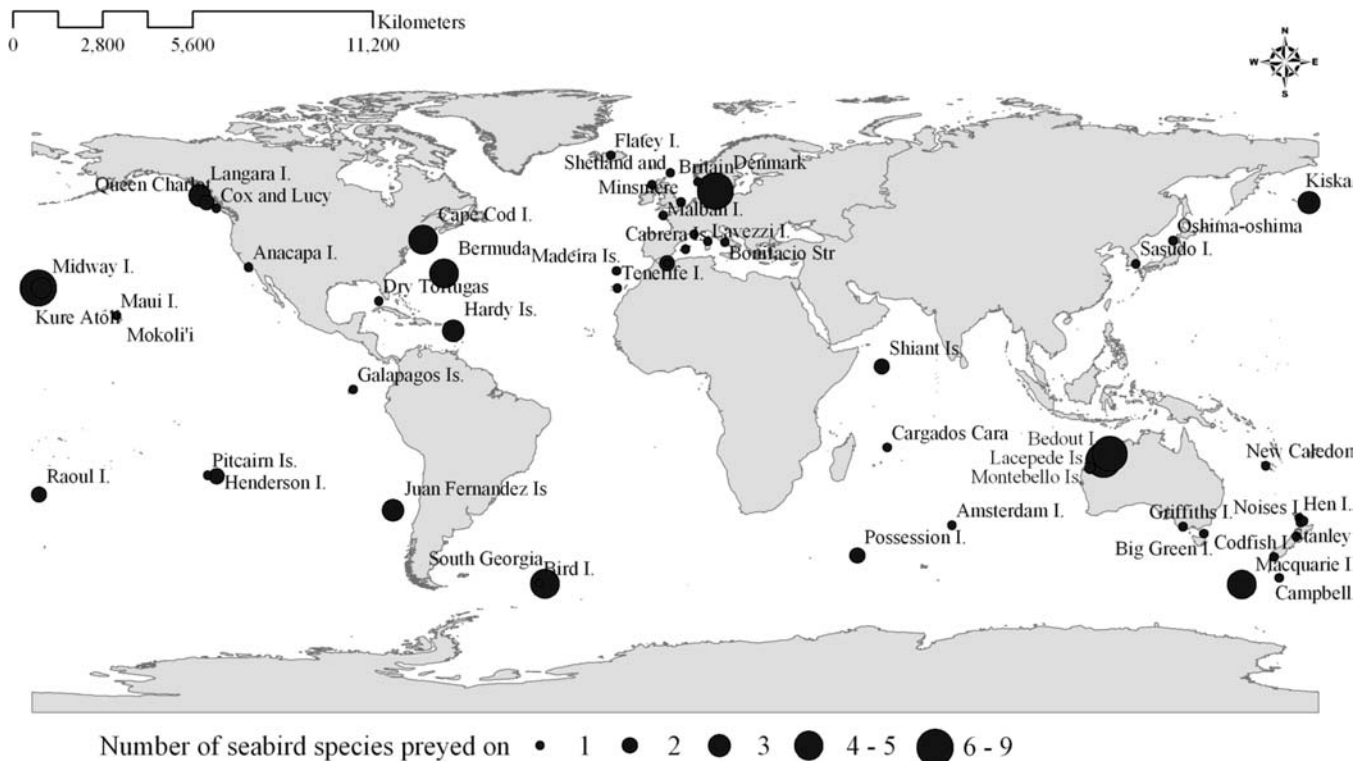 Kilometers
0 2,800 5,600 11,200
N
W E
S
Flatey I.
Shetland and
Britain
Denmark
Minsmere
Langara I.
Queen Charlot
Cox and Lucy
Kiska
Malban I.
Cape Cod I.
Oshima-oshima
Cabrera Is.
Lavezzi I.
Sasudo I.
Bermuda
Madeira Is.
Bonifacio Str
Anacapa I.
Midway I.
Tenerife I.
Dry Tortugas
Maui I.
Hardy Is.
Kure Atoll
Mokoli'i
Shiant Is.
Galapagos Is.
Cargados Cara
Bedout I.
Lacepede Is
New Caledon
Pitcairn Is.
Raoul I.
Henderson I.
Montebello Is.
Juan Fernandez Is
Amsterdam I.
Griffiths I.
Noises I
Hen I.
Possession I.
Big Green I.
Codfish I.
Stanley
South Georgia
Bird I.
Macquarie I
Campbell
Number of seabird species preyed on 1 2 3 4 - 5 6 - 9